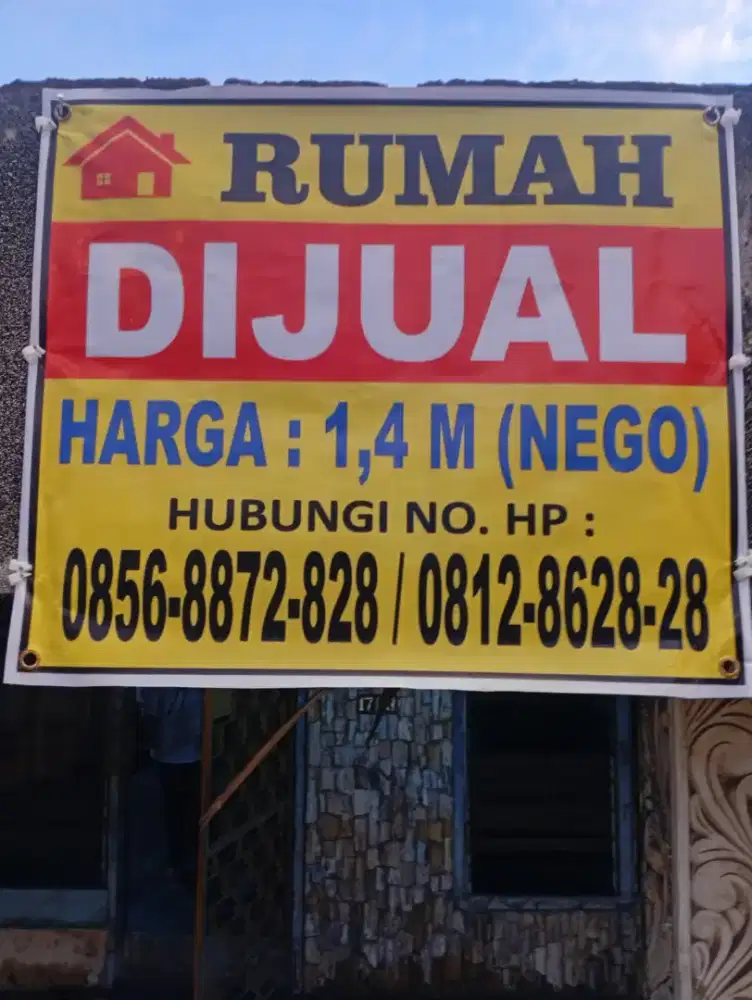 RUMAH
DIJUAL
HARGA : 1,4 M (NEGO)
HUBUNGI NO. HP :
0856-8872-828 / 0812-8628-28